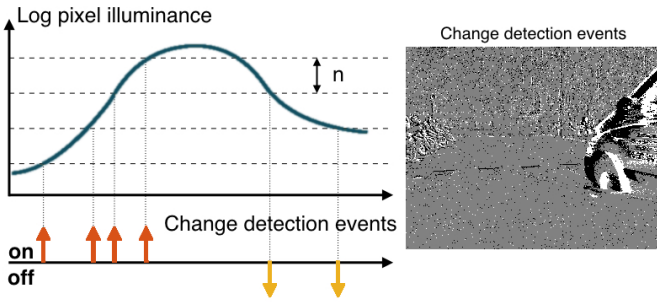 Log pixel illuminance
n
Change detection events
on
off
Change detection events